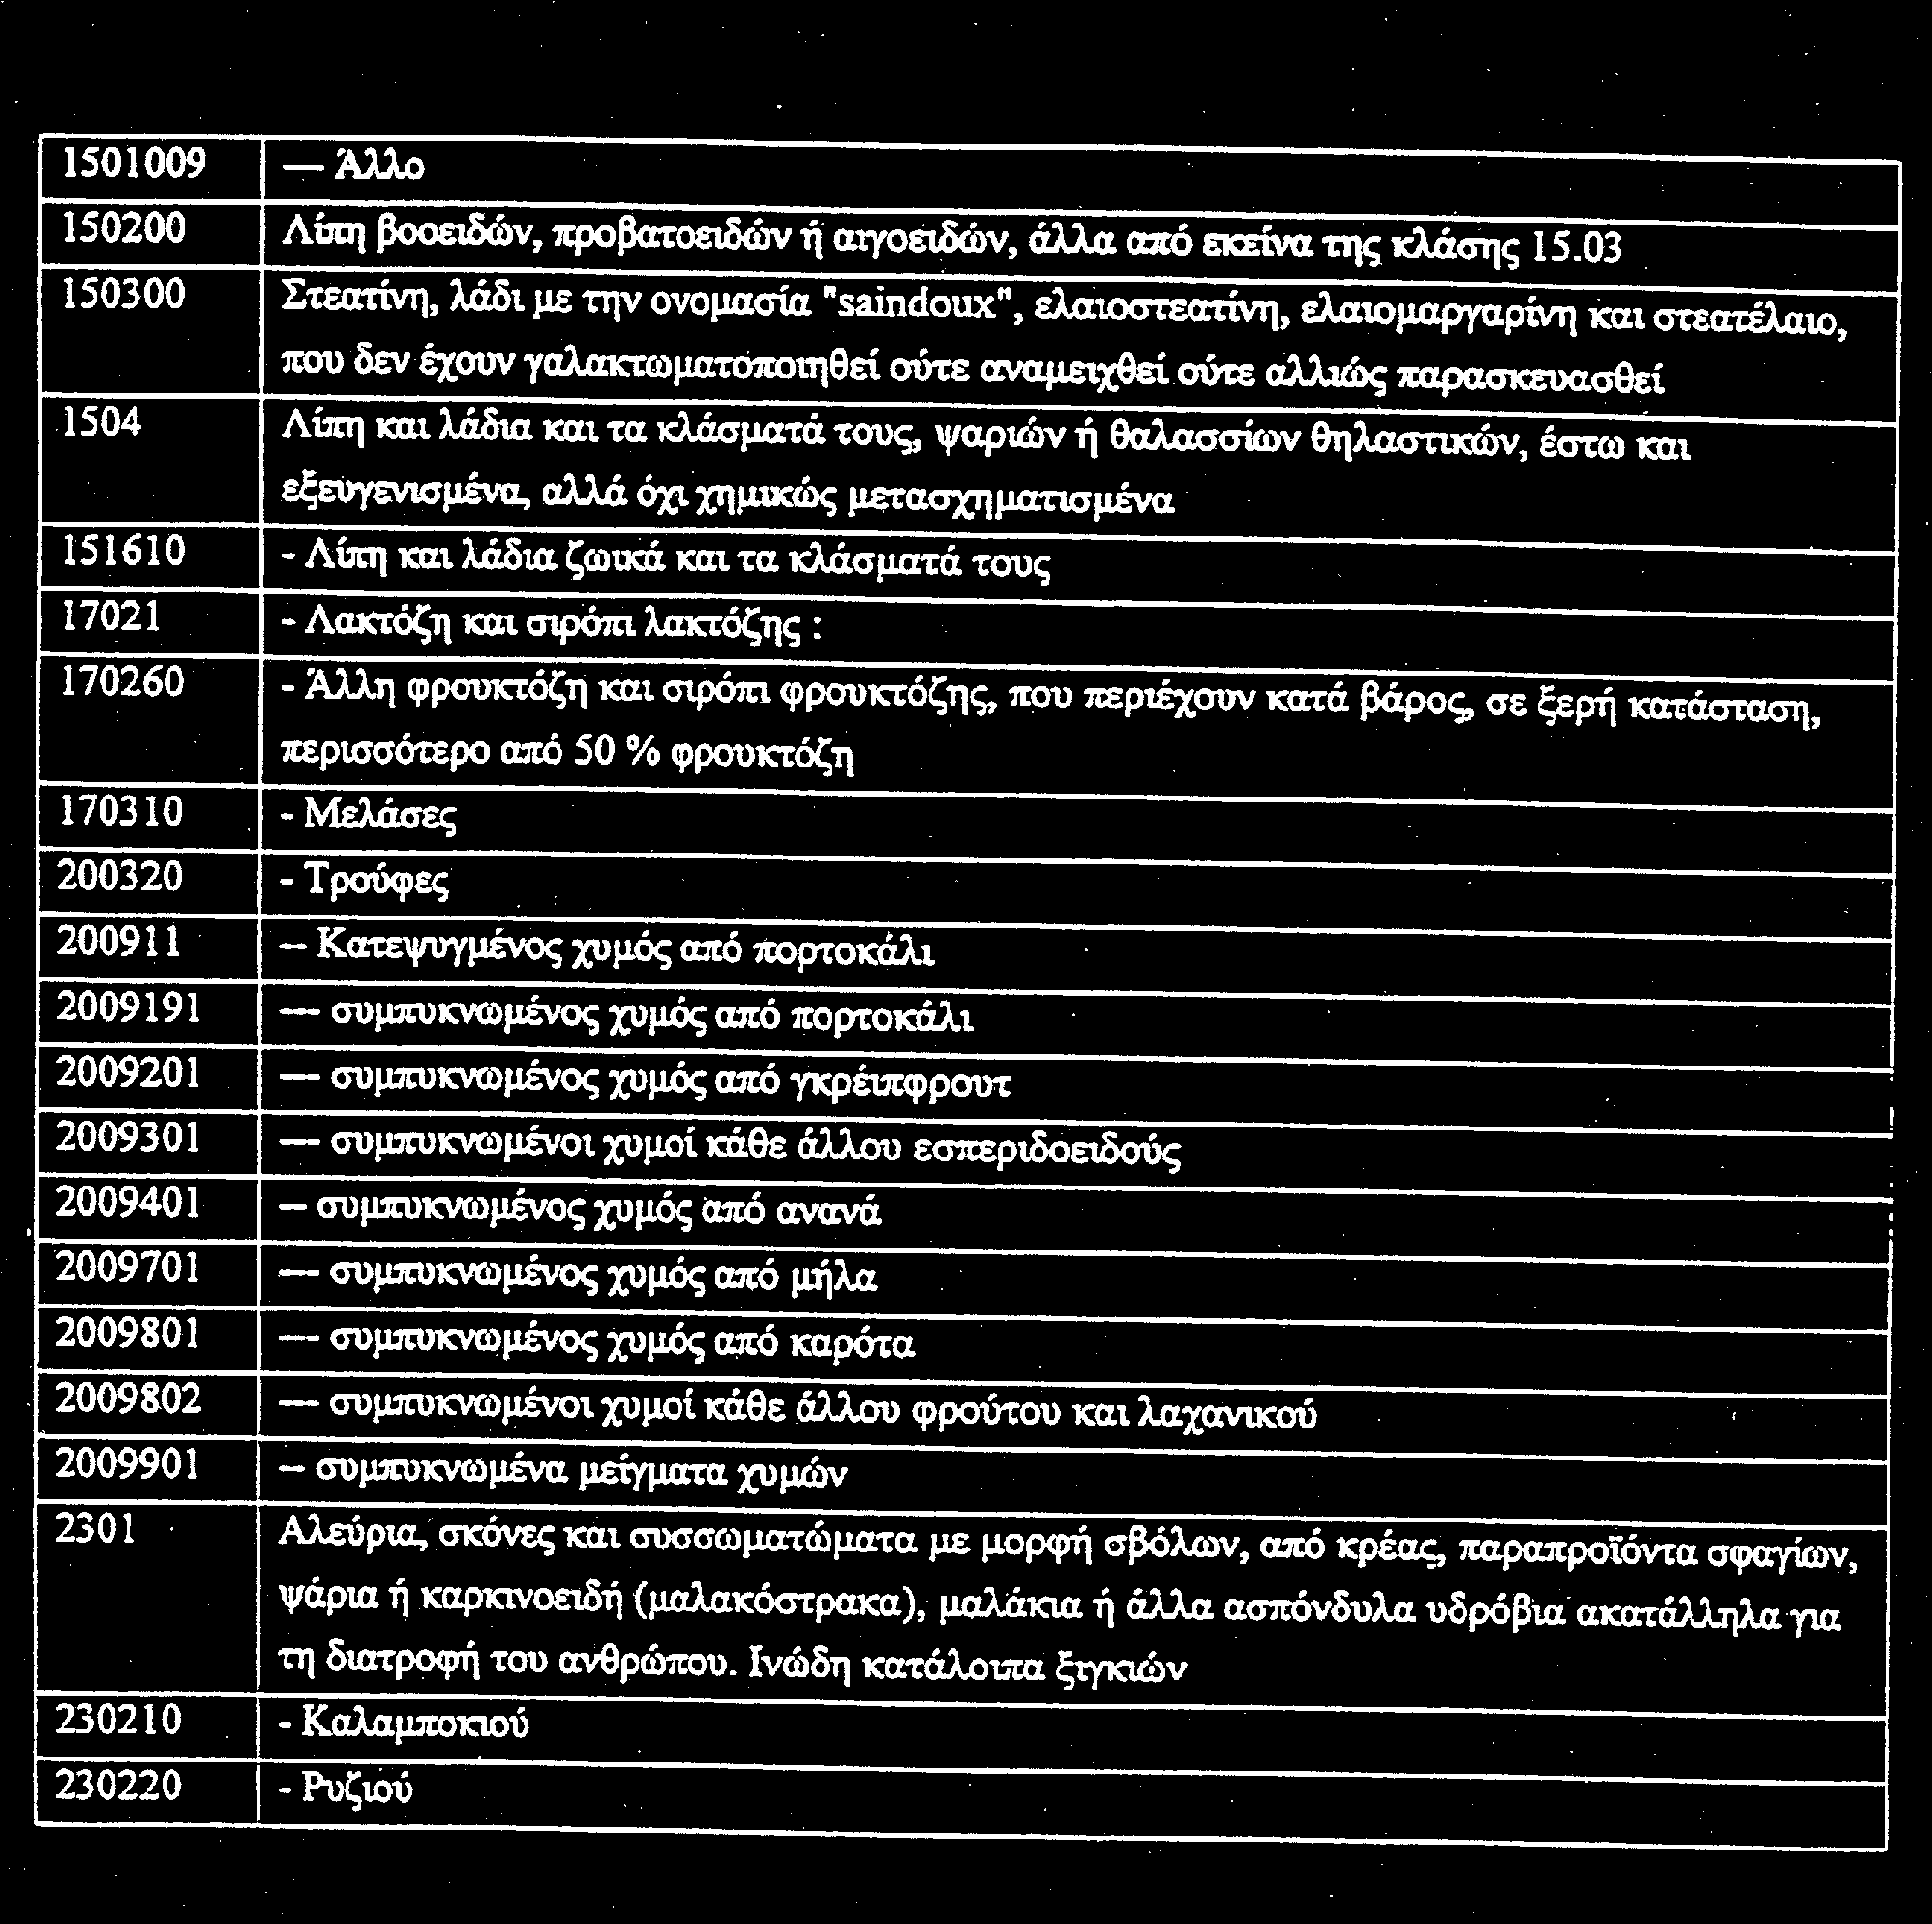 1501009 — Άλλο
150200 Λίπη βοοειδών, προβατοειδών ή αιγοειδών, άλλα από εκείνα της κλάσης 15.03
150300 Στεατίνη, λάδι με την ονομασία "saindoux", ελαιοστεατίνη, ελαιομαργαρίνη και στεατέλαιο,
που δεν έχουν γαλακτωματοποιηθεί ούτε αναμειχθεί ούτε αλλιώς παρασκευασθεί
1504 Λίπη και λάδια και τα κλάσματά τους, ψαριών ή θαλασσίων θηλαστικών, έστω και
εξευγενισμένα, αλλά όχι χημικώς μετασχηματισμένα
151610 - Λίπη και λάδια ζωικά και τα κλάσματά τους
17021 - Λακτόζη και σιρόπι λακτόζης :
170260 - Άλλη φρουκτόζη και σιρόπι φρουκτόζης, που περιέχουν κατά βάρος, σε ξερή κατάσταση,
περισσότερο από 50 % φρουκτόζη
170310 - Μελάσες
200320 - Τρούφες
200911 -- Κατεψυγμένος χυμός από πορτοκάλι
2009191 --- συμπυκνωμένος χυμός από πορτοκάλι
2009201 --- συμπυκνωμένος χυμός από γκρέιπφρουτ
2009301 --- συμπυκνωμένοι χυμοί κάθε άλλου εσπεριδοειδούς
2009401 -- συμπυκνωμένος χυμός από ανανά
2009701 --- συμπυκνωμένος χυμός από μήλα
2009801 --- συμπυκνωμένος χυμός από καρότα
2009802 --- συμπυκνωμένοι χυμοί κάθε άλλου φρούτου και λαχανικού
2009901 -- συμπυκνωμένα μείγματα χυμών
2301 Αλεύρια, σκόνες και συσσωματώματα με μορφή σβόλων, από κρέας, παραπροϊόντα σφαγίων,
ψάρια ή καρκινοειδή (μαλακόστρακα), μαλάκια ή άλλα ασπόνδυλα υδρόβια ακατάλληλα για
τη διατροφή του ανθρώπου. Ινώδη κατάλοιπα ξιγκιών
230210 - Καλαμποκιού
230220 - Ρυζιού